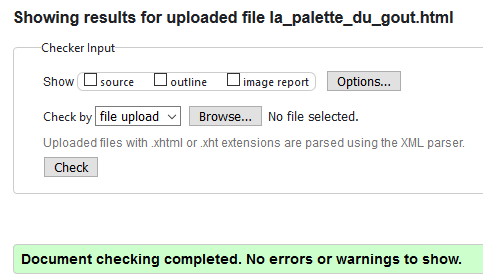 Showing results for uploaded file la_palette_du_gout.html
Checker Input
Show source outline image report Options...
Check by file upload Browse... No file selected.
Uploaded files with .xhtml or .xht extensions are parsed using the XML parser.
Check
Document checking completed. No errors or warnings to show.